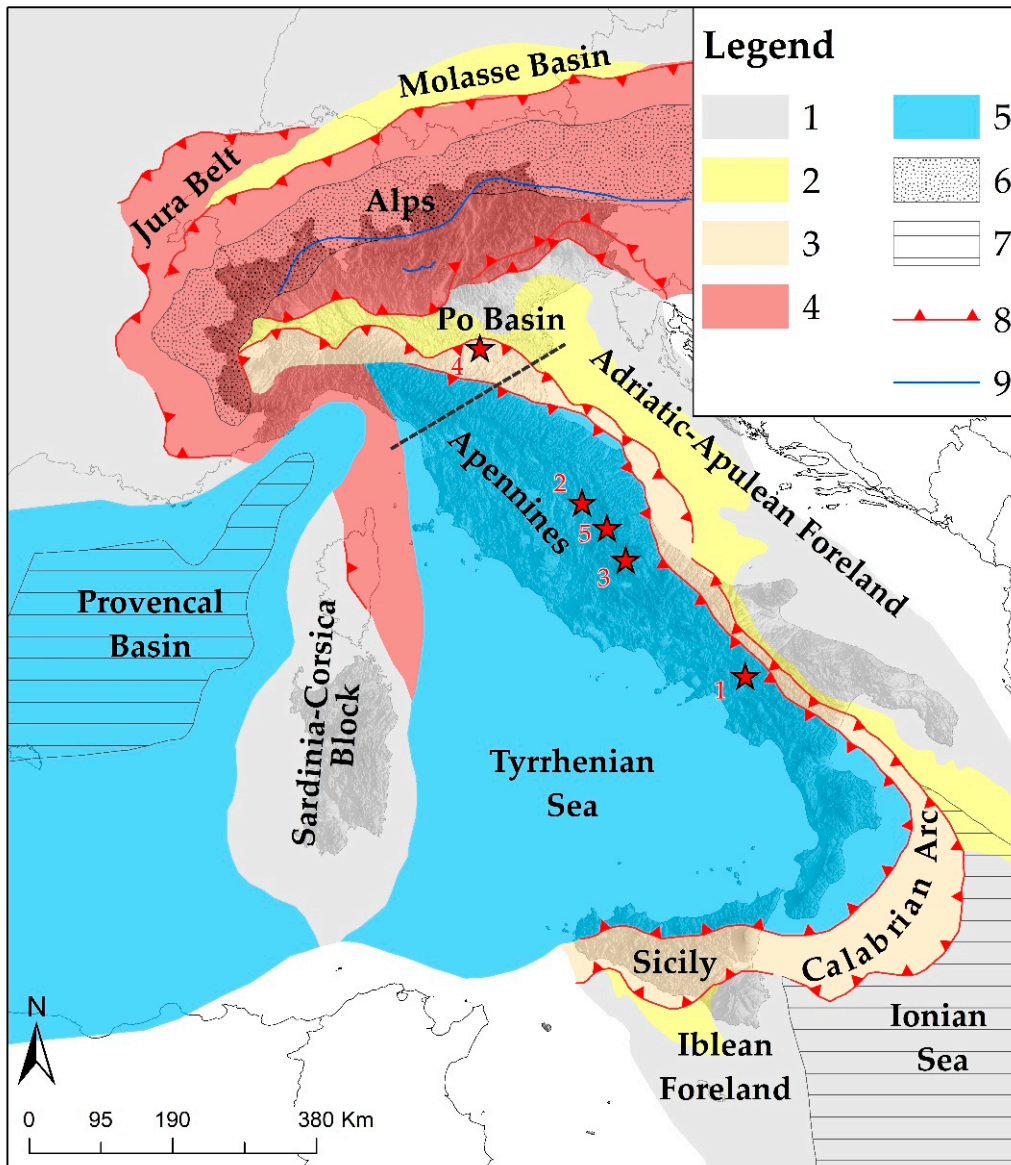 Legend
1
2
3
4
5
6
7
8
9
Molasse Basin
Jura Belt
Alps
Po Basin
4
Adriatic-Apulean Foreland
Apennines
2
5
3
1
Provencal
Basin
Sardinia-Corsica
Block
Tyrrhenian
Sea
Calabrian Arc
Sicily
Iblean
Foreland
Ionian
Sea
N
0 95 190 380 Km